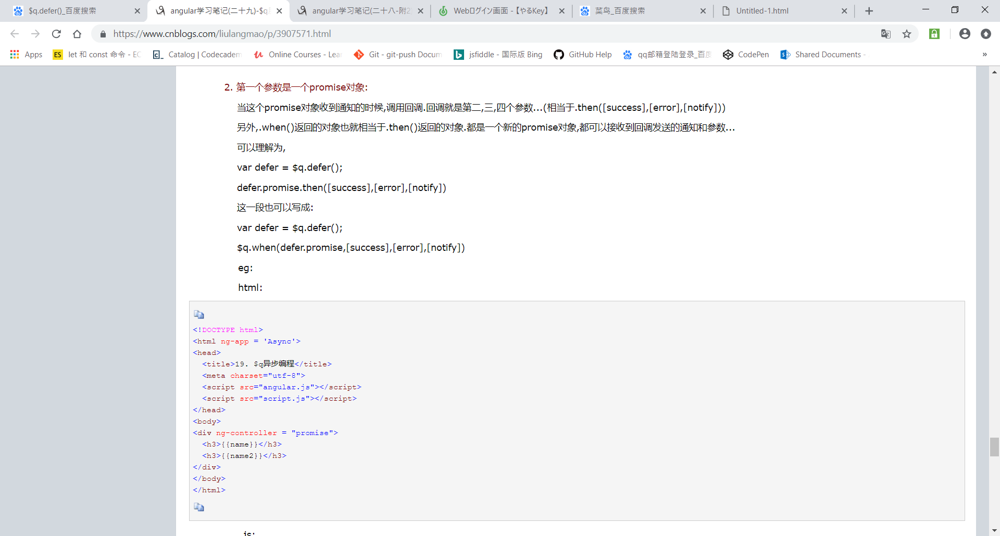 $q.defer()_百度搜索
angular学习笔记(二十九)-$q
angular学习笔记(二十八-附2
Webログイン画面 -【やるKey】
菜鸟_百度搜索
Untitled-1.html
https://www.cnblogs.com/liulangmao/p/3907571.html
Apps
ES
let 和 const 命令 - EC
Catalog | Codecadem
Online Courses - Lear
Git - git-push Docum
jsfiddle - 国际版 Bing
GitHub Help
qq邮箱登陆登录_百度
CodePen
Shared Documents -
»
2. 第一个参数是一个promise对象:
当这个promise对象收到通知的时候,调用回调.回调就是第二,三,四个参数...(相当于.then([success],[error],[notify]))
另外,.when()返回的对象也就相当于.then()返回的对象.都是一个新的promise对象,都可以接收到回调发送的通知和参数...
可以理解为,
var defer = $q.defer();
defer.promise.then([success],[error],[notify])
这一段也可以写成:
var defer = $q.defer();
$q.when(defer.promise,[success],[error],[notify])
eg:
html:
<!DOCTYPE html>
<html ng-app = 'Async'>
<head>
<title>19. $q异步编程</title>
<meta charset="utf-8">
<script src="angular.js"></script>
<script src="script.js"></script>
</head>
<body>
<div ng-controller = "promise">
<h3>{{name}}</h3>
<h3>{{name2}}</h3>
</div>
</body>
</html>
js: